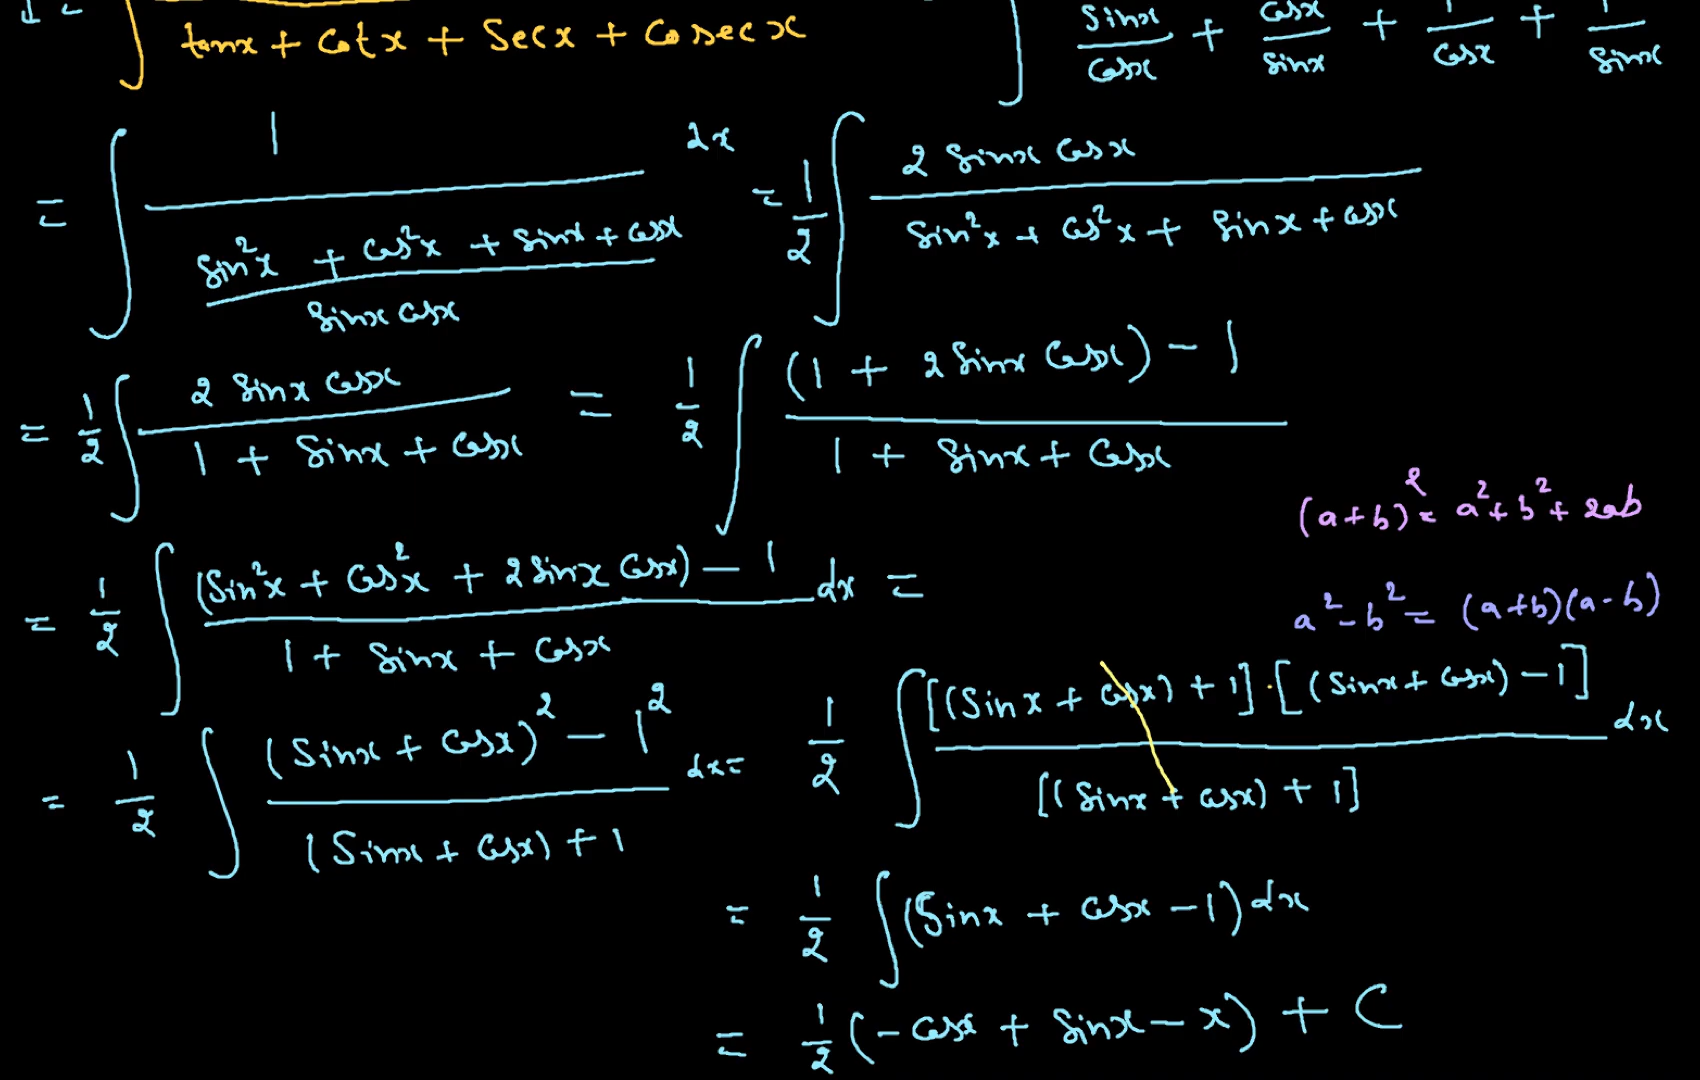 I = ∫ 1/(tanx + Cotx + Secx + Cosecx) = ∫ 1/(Sinx/Cosx + Cosx/Sinx + 1/Cosx + 1/Sinx)
= ∫ 1/((Sin²x + Cos²x + Sinx + Cosx)/(Sinx Cosx)) dx = 1/2 ∫ (2 Sinx Cosx)/(Sin²x + Cos²x + Sinx + Cosx)
= 1/2 ∫ (2 Sinx Cosx)/(1 + Sinx + Cosx) = 1/2 ∫ ((1 + 2 Sinx Cosx) - 1)/(1 + Sinx + Cosx)
(a+b)² = a² + b² + 2ab
= 1/2 ∫ ((Sin²x + Cos²x + 2 Sinx Cosx) - 1)/(1 + Sinx + Cosx) dx =
a² - b² = (a+b)(a-b)
= 1/2 ∫ ((Sinx + Cosx)² - 1²)/((Sinx + Cosx) + 1) dx = 1/2 ∫ ([(Sinx + Cosx) + 1]·[(Sinx + Cosx) - 1])/([(Sinx + Cosx) + 1]) dx
= 1/2 ∫ (Sinx + Cosx - 1) dx
= 1/2 (-Cosx + Sinx - x) + C